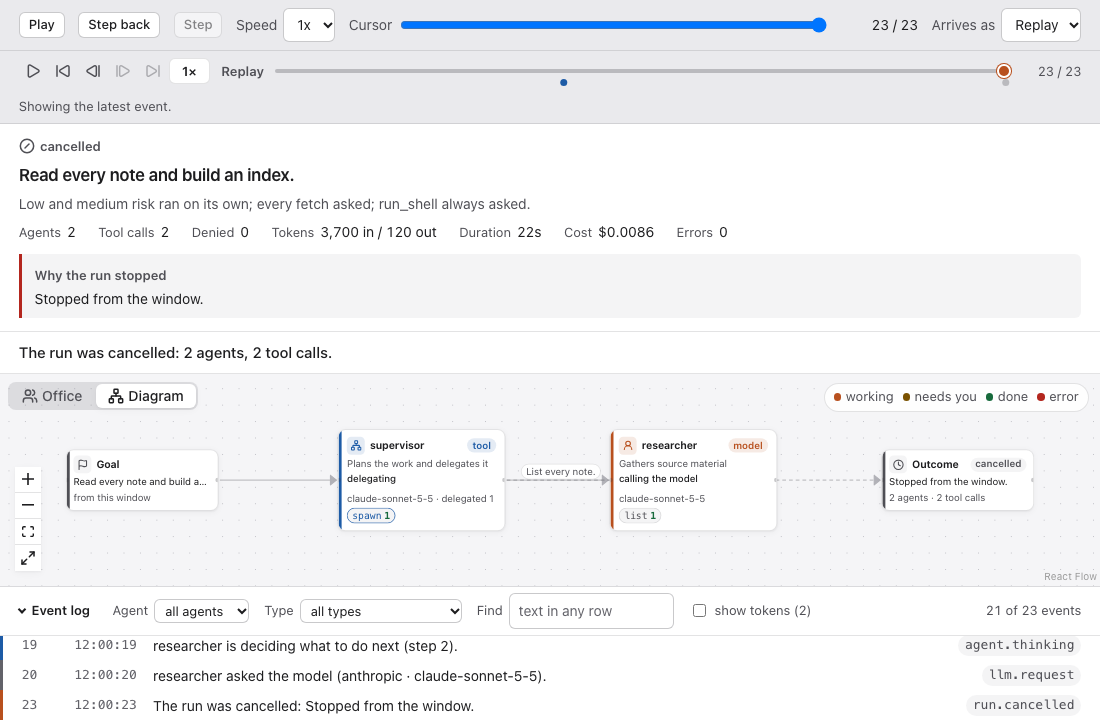 Play Step back Step Speed 1x Cursor 23 / 23 Arrives as Replay
1× Replay 23 / 23
Showing the latest event.
cancelled
Read every note and build an index.
Low and medium risk ran on its own; every fetch asked; run_shell always asked.
Agents 2 Tool calls 2 Denied 0 Tokens 3,700 in / 120 out Duration 22s Cost $0.0086 Errors 0
Why the run stopped
Stopped from the window.
The run was cancelled: 2 agents, 2 tool calls.
Office Diagram
working needs you done error
Goal
Read every note and build a...
from this window
supervisor tool
Plans the work and delegates it
delegating
claude-sonnet-5-5 · delegated 1
spawn 1
List every note.
researcher model
Gathers source material
calling the model
claude-sonnet-5-5
list 1
Outcome cancelled
Stopped from the window.
2 agents · 2 tool calls
React Flow
Event log Agent all agents Type all types Find text in any row show tokens (2) 21 of 23 events
19 12:00:19 researcher is deciding what to do next (step 2). agent.thinking
20 12:00:20 researcher asked the model (anthropic · claude-sonnet-5-5). llm.request
23 12:00:23 The run was cancelled: Stopped from the window. run.cancelled